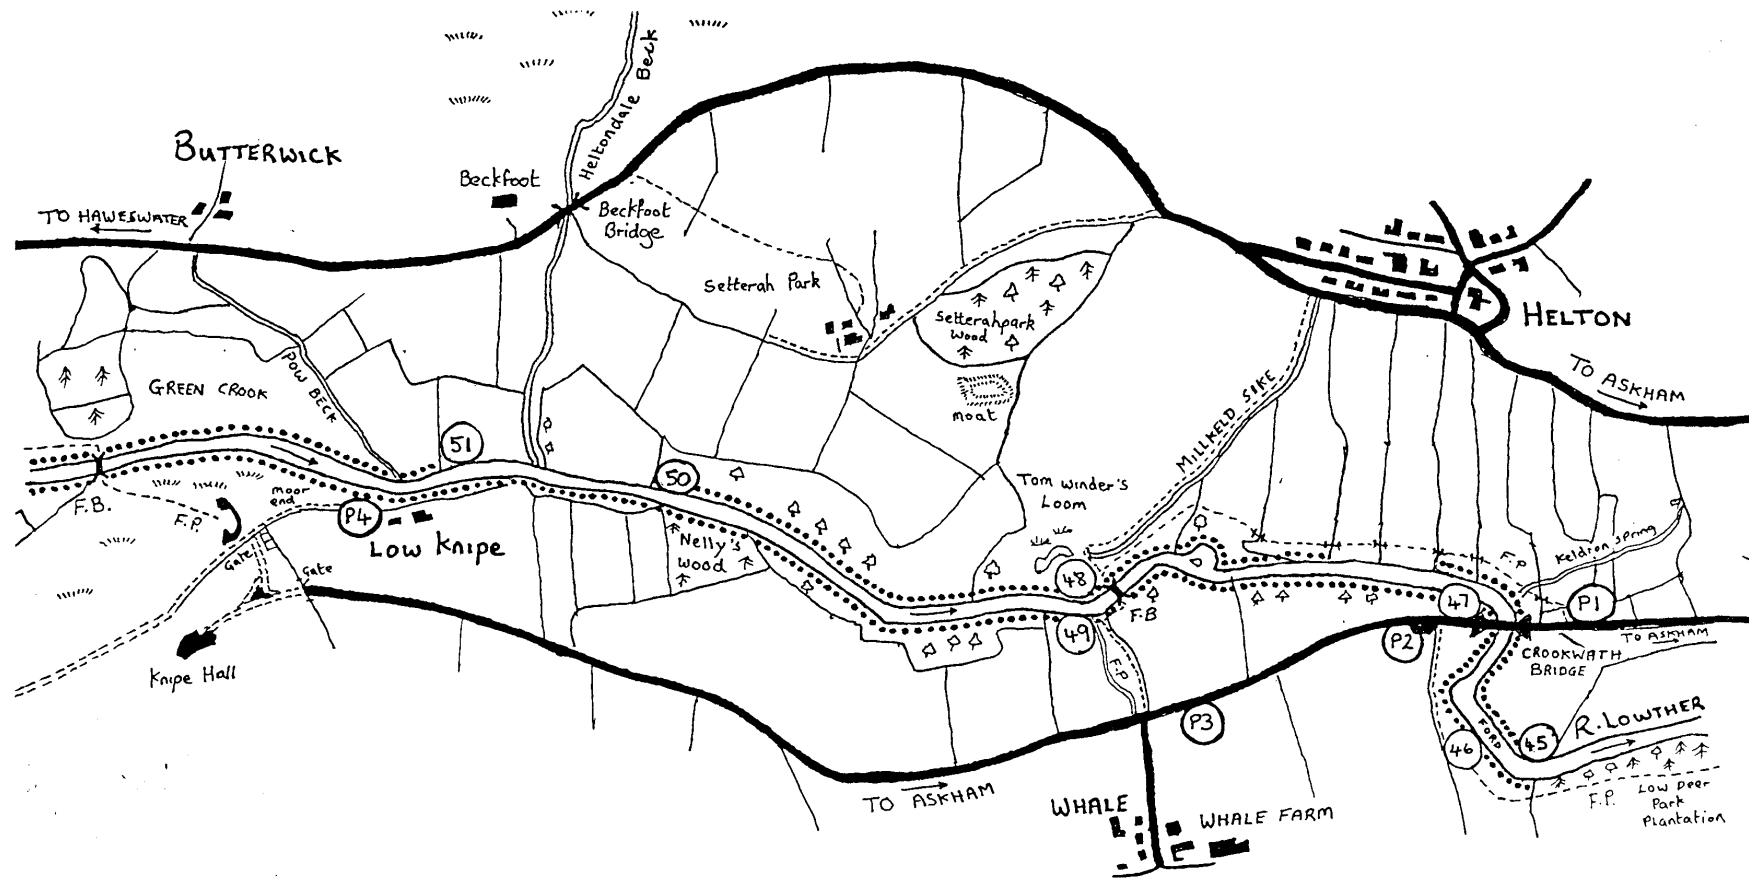 Heltondale Beck
BUTTERWICK
Beckfoot
TO HAWESWATER
Beckfoot
Bridge
Setterah Park
Setterahpark
Wood
HELTON
TO ASKHAM
GREEN CROOK
POW BECK
moat
MILLKELD SIKE
51
50
Tom Winder's
Loom
F.B.
F.P.
moor
end
P4
LOW KNIPE
Nelly's
Wood
Gate
Gate
48
49
F.B
F.P
Keldron Spring
F.P
47
P1
P2
TO ASKHAM
CROOKWATH
BRIDGE
Knipe Hall
P3
R. LOWTHER
FORD
46
45
F.P.
LOW DEER
Park
Plantation
TO ASKHAM
WHALE
WHALE FARM